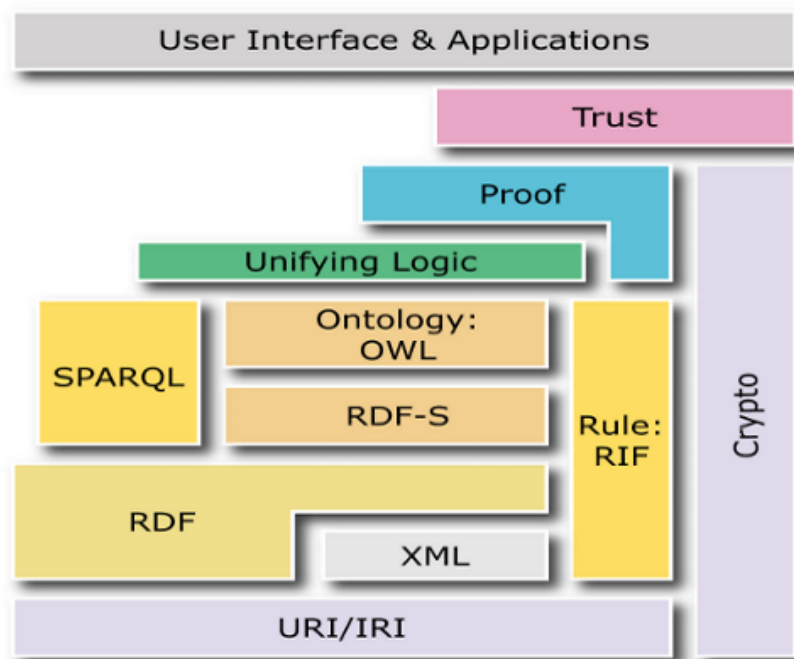 User Interface & Applications
Trust
Proof
Unifying Logic
Ontology:
OWL
SPARQL
RDF-S
Rule:
RIF
Crypto
RDF
XML
URI/IRI